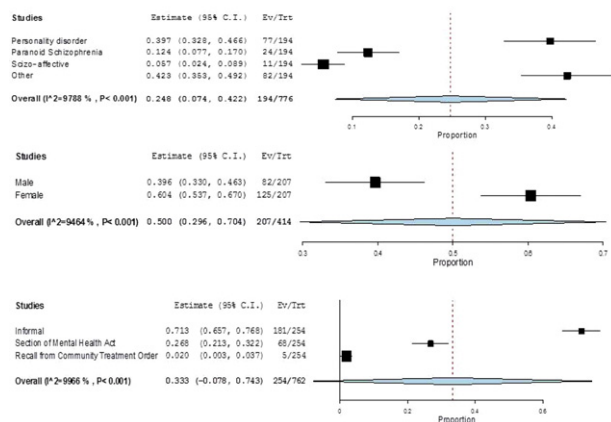 Studies Estimate (95% C.I.) Ev/Trt
Personality disorder 0.397 (0.328, 0.466) 77/194
Paranoid Schizophrenia 0.124 (0.077, 0.170) 24/194
Scizo-affective 0.057 (0.024, 0.089) 11/194
Other 0.423 (0.353, 0.492) 82/194
Overall (I^2=9788 % , P< 0.001) 0.248 (0.074, 0.422) 194/776
0.1 0.2 0.3 0.4
Proportion
Studies Estimate (95% C.I.) Ev/Trt
Male 0.396 (0.330, 0.463) 82/207
Female 0.604 (0.537, 0.670) 125/207
Overall (I^2=9464 % , P< 0.001) 0.500 (0.296, 0.704) 207/414
0.3 0.4 0.5 0.6 0.7
Proportion
Studies Estimate (95% C.I.) Ev/Trt
Informal 0.713 (0.657, 0.768) 181/254
Section of Mental Health Act 0.268 (0.213, 0.322) 68/254
Recall from Community Treatment Order 0.020 (0.003, 0.037) 5/254
Overall (I^2=9966 % , P< 0.001) 0.333 (-0.078, 0.743) 254/762
0 0.2 0.4 0.6
Proportion